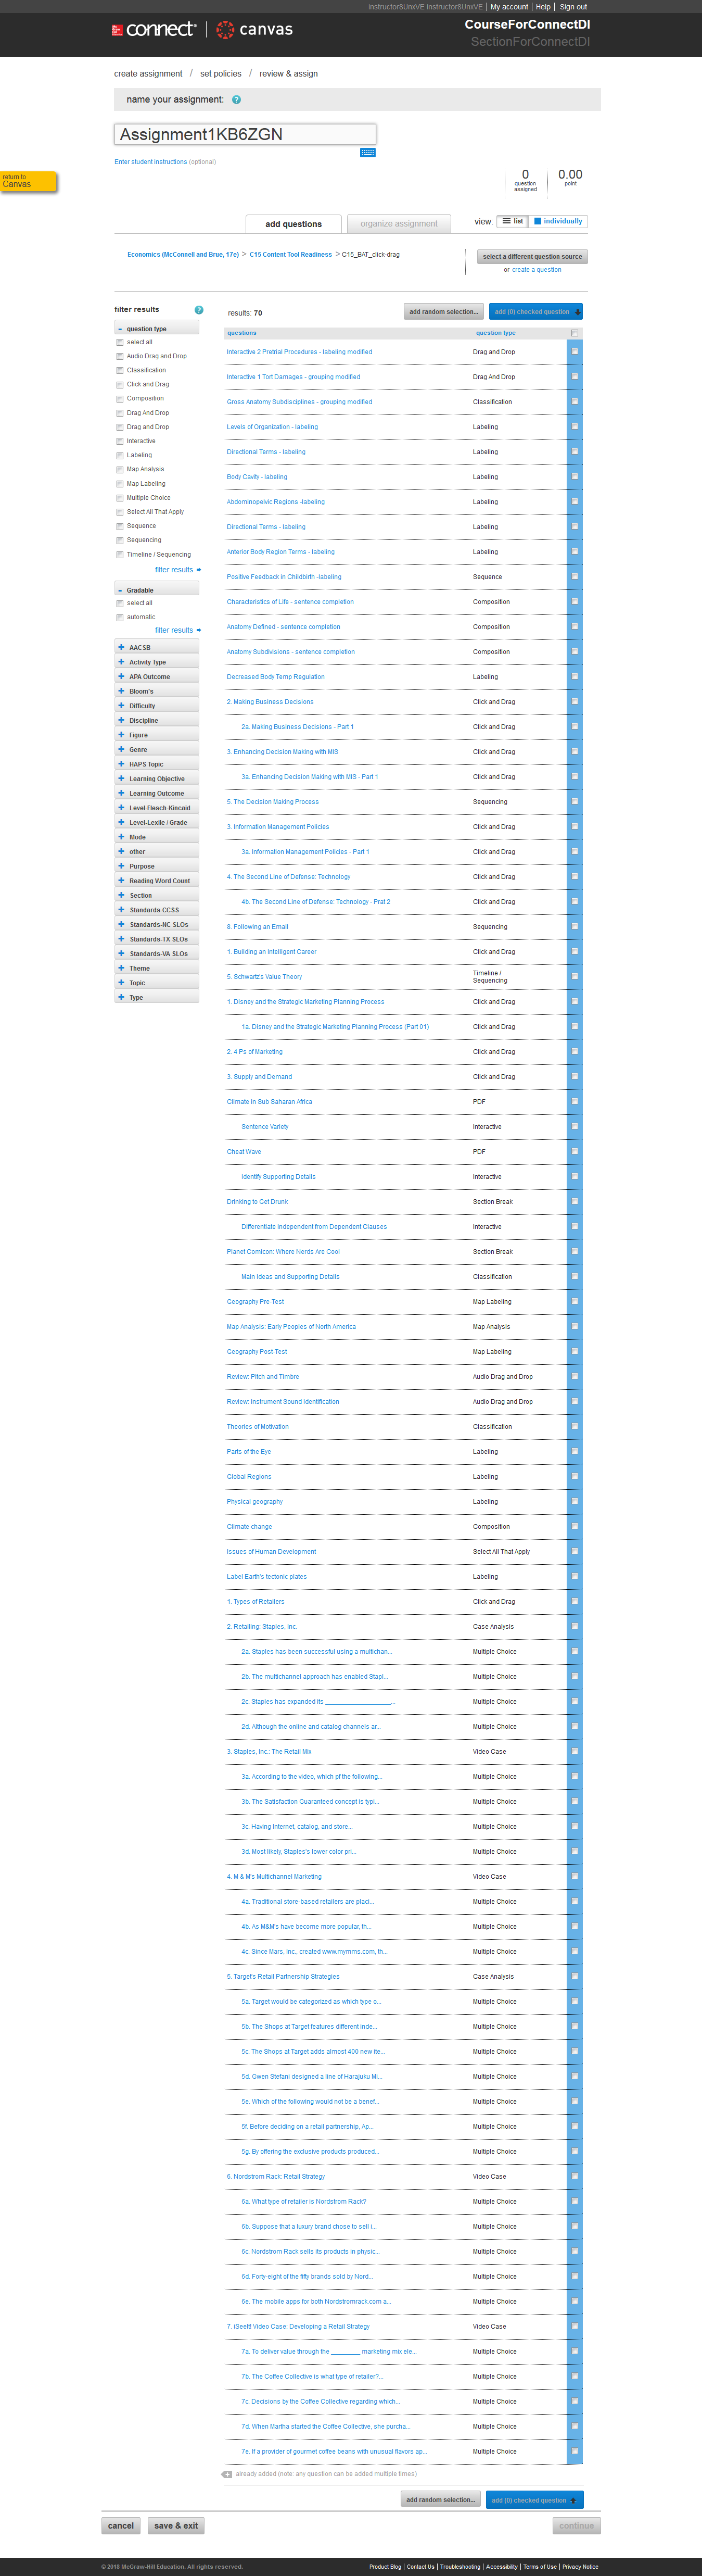 instructor8UnxVE instructor8UnxVE | My account | Help | Sign out
connect® | canvas
CourseForConnectDI
SectionForConnectDI
create assignment / set policies / review & assign
name your assignment: ?
Assignment1KB6ZGN
Enter student instructions (optional)
return to
Canvas
0
question
assigned
0.00
point
add questions
organize assignment
view: list individually
Economics (McConnell and Brue, 17e) > C15 Content Tool Readiness > C15_BAT_click-drag
select a different question source
or create a question
filter results ?
results: 70
add random selection...
add (0) checked question
- question type
select all
Audio Drag and Drop
Classification
Click and Drag
Composition
Drag And Drop
Drag and Drop
Interactive
Labeling
Map Analysis
Map Labeling
Multiple Choice
Select All That Apply
Sequence
Sequencing
Timeline / Sequencing
filter results
- Gradable
select all
automatic
filter results
+ AACSB
+ Activity Type
+ APA Outcome
+ Bloom's
+ Difficulty
+ Discipline
+ Figure
+ Genre
+ HAPS Topic
+ Learning Objective
+ Learning Outcome
+ Level-Flesch-Kincaid
+ Level-Lexile / Grade
+ Mode
+ other
+ Purpose
+ Reading Word Count
+ Section
+ Standards-CCSS
+ Standards-NC SLOs
+ Standards-TX SLOs
+ Standards-VA SLOs
+ Theme
+ Topic
+ Type
questions question type
Interactive 2 Pretrial Procedures - labeling modified Drag and Drop
Interactive 1 Tort Damages - grouping modified Drag And Drop
Gross Anatomy Subdisciplines - grouping modified Classification
Levels of Organization - labeling Labeling
Directional Terms - labeling Labeling
Body Cavity - labeling Labeling
Abdominopelvic Regions -labeling Labeling
Directional Terms - labeling Labeling
Anterior Body Region Terms - labeling Labeling
Positive Feedback in Childbirth -labeling Sequence
Characteristics of Life - sentence completion Composition
Anatomy Defined - sentence completion Composition
Anatomy Subdivisions - sentence completion Composition
Decreased Body Temp Regulation Labeling
2. Making Business Decisions Click and Drag
2a. Making Business Decisions - Part 1 Click and Drag
3. Enhancing Decision Making with MIS Click and Drag
3a. Enhancing Decision Making with MIS - Part 1 Click and Drag
5. The Decision Making Process Sequencing
3. Information Management Policies Click and Drag
3a. Information Management Policies - Part 1 Click and Drag
4. The Second Line of Defense: Technology Click and Drag
4b. The Second Line of Defense: Technology - Prat 2 Click and Drag
8. Following an Email Sequencing
1. Building an Intelligent Career Click and Drag
5. Schwartz's Value Theory Timeline /
Sequencing
1. Disney and the Strategic Marketing Planning Process Click and Drag
1a. Disney and the Strategic Marketing Planning Process (Part 01) Click and Drag
2. 4 Ps of Marketing Click and Drag
3. Supply and Demand Click and Drag
Climate in Sub Saharan Africa PDF
Sentence Variety Interactive
Cheat Wave PDF
Identify Supporting Details Interactive
Drinking to Get Drunk Section Break
Differentiate Independent from Dependent Clauses Interactive
Planet Comicon: Where Nerds Are Cool Section Break
Main Ideas and Supporting Details Classification
Geography Pre-Test Map Labeling
Map Analysis: Early Peoples of North America Map Analysis
Geography Post-Test Map Labeling
Review: Pitch and Timbre Audio Drag and Drop
Review: Instrument Sound Identification Audio Drag and Drop
Theories of Motivation Classification
Parts of the Eye Labeling
Global Regions Labeling
Physical geography Labeling
Climate change Composition
Issues of Human Development Select All That Apply
Label Earth's tectonic plates Labeling
1. Types of Retailers Click and Drag
2. Retailing: Staples, Inc. Case Analysis
2a. Staples has been successful using a multichan... Multiple Choice
2b. The multichannel approach has enabled Stapl... Multiple Choice
2c. Staples has expanded its ____________________... Multiple Choice
2d. Although the online and catalog channels ar... Multiple Choice
3. Staples, Inc.: The Retail Mix Video Case
3a. According to the video, which pf the following... Multiple Choice
3b. The Satisfaction Guaranteed concept is typi... Multiple Choice
3c. Having Internet, catalog, and store... Multiple Choice
3d. Most likely, Staples's lower color pri... Multiple Choice
4. M & M's Multichannel Marketing Video Case
4a. Traditional store-based retailers are placi... Multiple Choice
4b. As M&M's have become more popular, th... Multiple Choice
4c. Since Mars, Inc., created www.mymms.com, th... Multiple Choice
5. Target's Retail Partnership Strategies Case Analysis
5a. Target would be categorized as which type o... Multiple Choice
5b. The Shops at Target features different inde... Multiple Choice
5c. The Shops at Target adds almost 400 new ite... Multiple Choice
5d. Gwen Stefani designed a line of Harajuku Mi... Multiple Choice
5e. Which of the following would not be a benef... Multiple Choice
5f. Before deciding on a retail partnership, Ap... Multiple Choice
5g. By offering the exclusive products produced... Multiple Choice
6. Nordstrom Rack: Retail Strategy Video Case
6a. What type of retailer is Nordstrom Rack? Multiple Choice
6b. Suppose that a luxury brand chose to sell i... Multiple Choice
6c. Nordstrom Rack sells its products in physic... Multiple Choice
6d. Forty-eight of the fifty brands sold by Nord... Multiple Choice
6e. The mobile apps for both Nordstromrack.com a... Multiple Choice
7. iSeeIt! Video Case: Developing a Retail Strategy Video Case
7a. To deliver value through the _________ marketing mix ele... Multiple Choice
7b. The Coffee Collective is what type of retailer?... Multiple Choice
7c. Decisions by the Coffee Collective regarding which... Multiple Choice
7d. When Martha started the Coffee Collective, she purcha... Multiple Choice
7e. If a provider of gourmet coffee beans with unusual flavors ap... Multiple Choice
already added (note: any question can be added multiple times)
add random selection...
add (0) checked question
cancel
save & exit
continue
© 2018 McGraw-Hill Education. All rights reserved.
Product Blog | Contact Us | Troubleshooting | Accessibility | Terms of Use | Privacy Notice